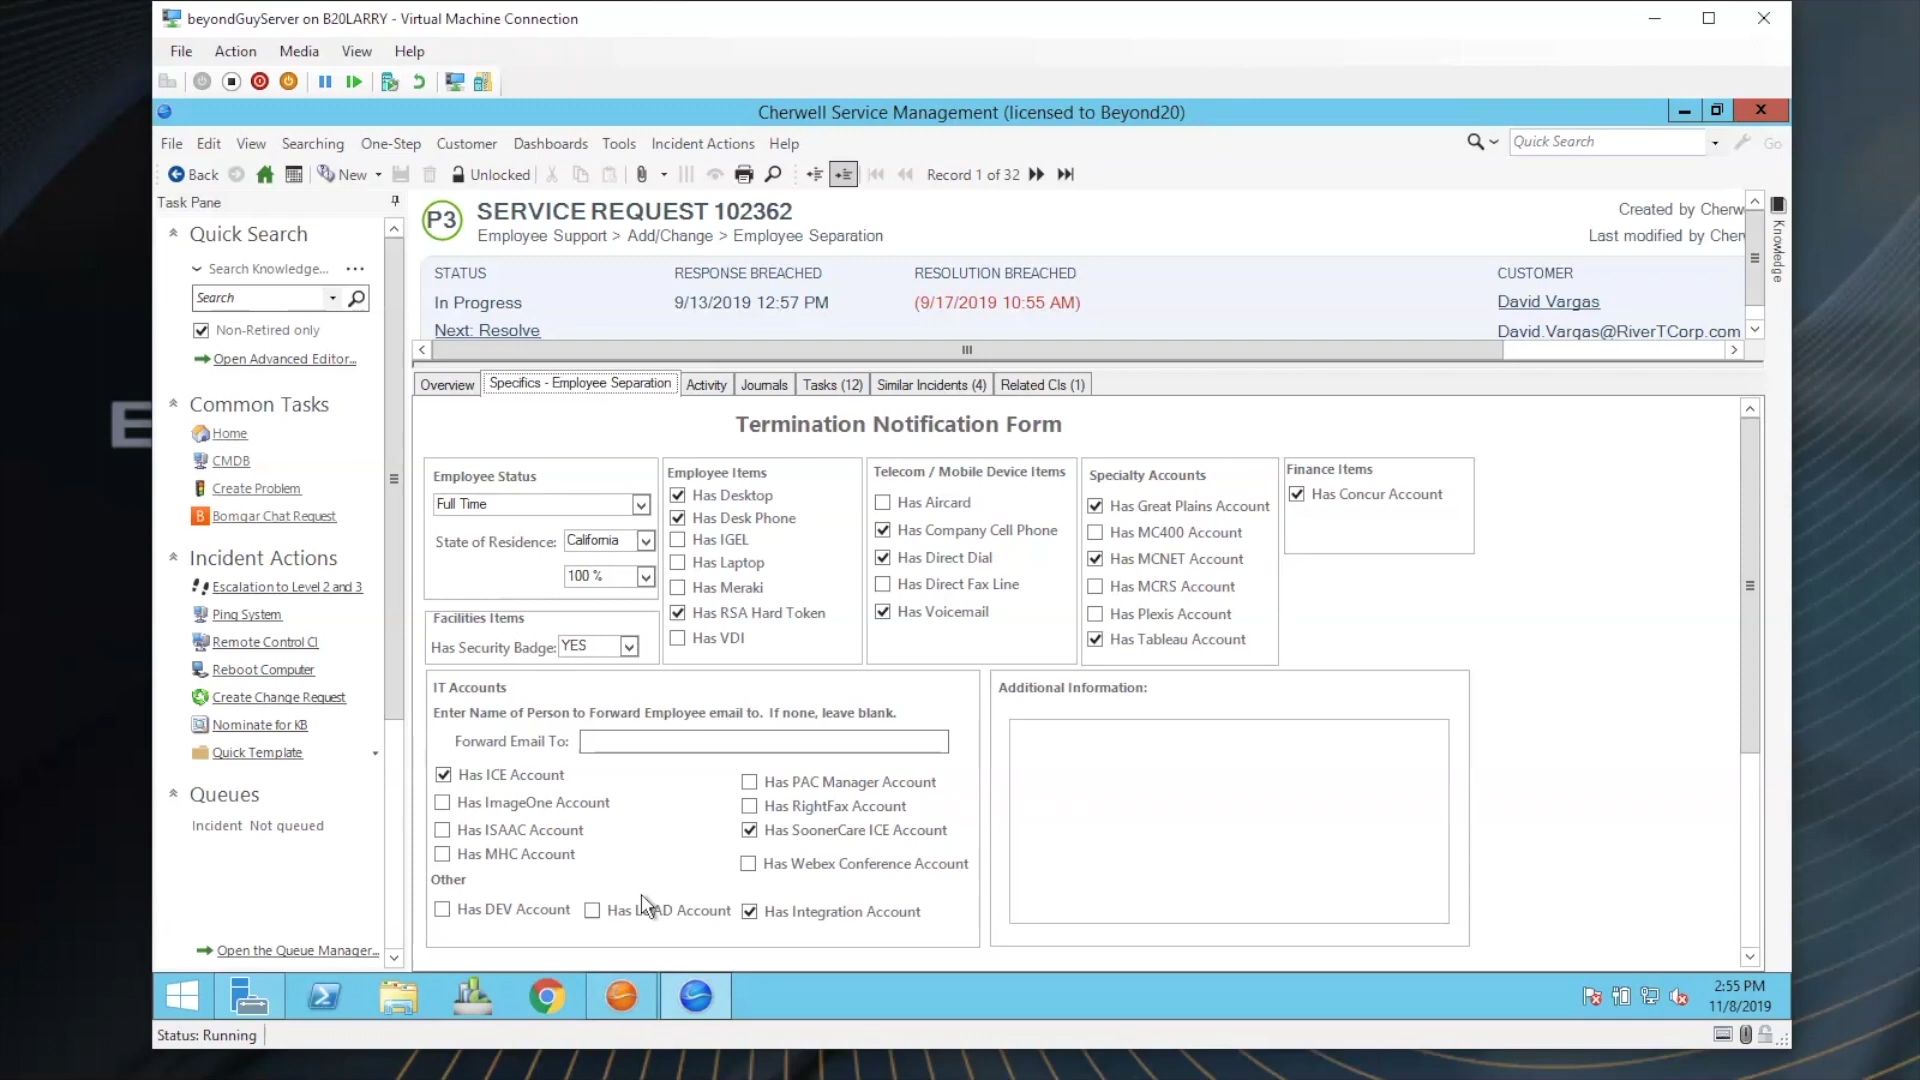 beyondGuyServer on B20LARRY - Virtual Machine Connection
File Action Media View Help
Cherwell Service Management (licensed to Beyond20)
File Edit View Searching One-Step Customer Dashboards Tools Incident Actions Help
Quick Search Go
Back New Unlocked Record 1 of 32
Task Pane
Quick Search
Search Knowledge...
Search
Non-Retired only
Open Advanced Editor...
Common Tasks
Home
CMDB
Create Problem
B Bomgar Chat Request
Incident Actions
Escalation to Level 2 and 3
Ping System
Remote Control CI
Reboot Computer
Create Change Request
Nominate for KB
Quick Template
Queues
Incident Not queued
Open the Queue Manager...
P3 SERVICE REQUEST 102362
Employee Support > Add/Change > Employee Separation
Created by Cherw
Last modified by Cher
Knowledge
STATUS RESPONSE BREACHED RESOLUTION BREACHED CUSTOMER
In Progress 9/13/2019 12:57 PM (9/17/2019 10:55 AM) David Vargas
Next: Resolve David.Vargas@RiverTCorp.com
Overview Specifics - Employee Separation Activity Journals Tasks (12) Similar Incidents (4) Related CIs (1)
Termination Notification Form
Employee Status
Full Time
State of Residence: California
100 %
Facilities Items
Has Security Badge: YES
Employee Items
Has Desktop
Has Desk Phone
Has IGEL
Has Laptop
Has Meraki
Has RSA Hard Token
Has VDI
Telecom / Mobile Device Items
Has Aircard
Has Company Cell Phone
Has Direct Dial
Has Direct Fax Line
Has Voicemail
Specialty Accounts
Has Great Plains Account
Has MC400 Account
Has MCNET Account
Has MCRS Account
Has Plexis Account
Has Tableau Account
Finance Items
Has Concur Account
IT Accounts
Enter Name of Person to Forward Employee email to. If none, leave blank.
Forward Email To:
Has ICE Account
Has ImageOne Account
Has ISAAC Account
Has MHC Account
Has PAC Manager Account
Has RightFax Account
Has SoonerCare ICE Account
Has Webex Conference Account
Other
Has DEV Account Has Account Has Integration Account
Additional Information:
2:55 PM
11/8/2019
Status: Running